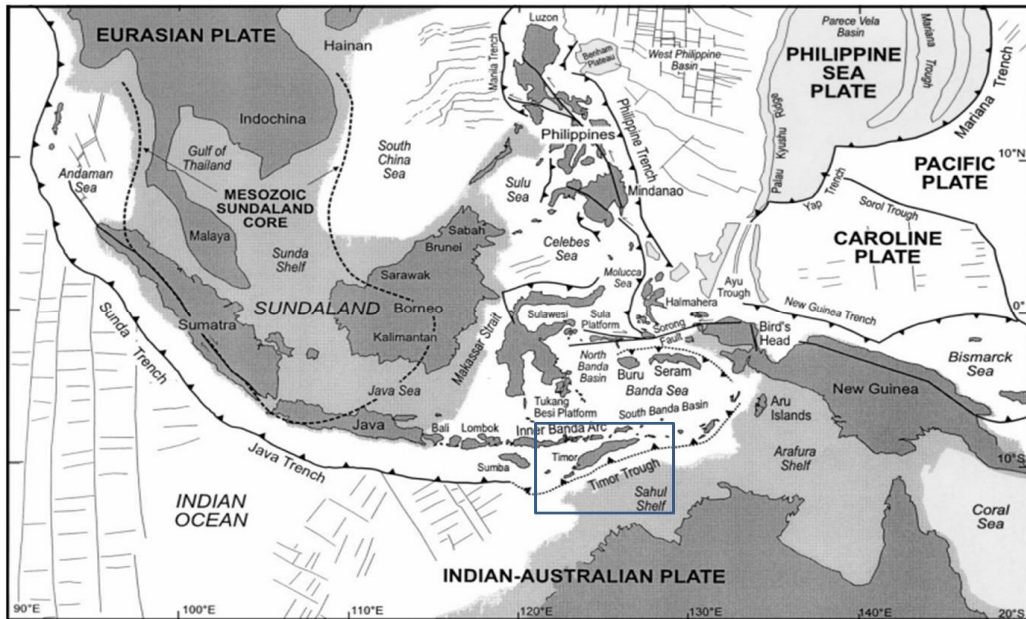 EURASIAN PLATE
Hainan
Luzon
Manila Trench
Benham
Plateau
West Philippine
Basin
Parece Vela
Basin
Mariana
Trough
PHILIPPINE
SEA
PLATE
Mariana Trench
Indochina
Gulf of
Thailand
South
China
Sea
Philippines
Philippine Trench
Palau Kyushu Ridge
10°N
Andaman
Sea
MESOZOIC
SUNDALAND
CORE
Sulu
Sea
Mindanao
Yap Trench
PACIFIC
PLATE
Sorol Trough
Malaya
Sunda
Shelf
Sabah
Brunei
Celebes
Sea
CAROLINE
PLATE
Sarawak
Molucca
Sea
Ayu
Trough
SUNDALAND
Borneo
Halmahera
New Guinea Trench
0°
Sunda Trench
Sumatra
Kalimantan
Makassar Strait
Sulawesi
Sula
Platform
Sorong
Fault
Bird's
Head
Bismarck
Sea
North
Banda
Basin
Buru
Seram
Java Sea
Banda Sea
New Guinea
Tukang
Besi Platform
South Banda Basin
Aru
Islands
Java
Bali
Lombok
Inner Banda Arc
Java Trench
Sumba
Timor
Timor Trough
Arafura
Shelf
10°S
Sahul
Shelf
INDIAN
OCEAN
Coral
Sea
INDIAN-AUSTRALIAN PLATE
90°E
100°E
110°E
120°E
130°E
140°E
20°S